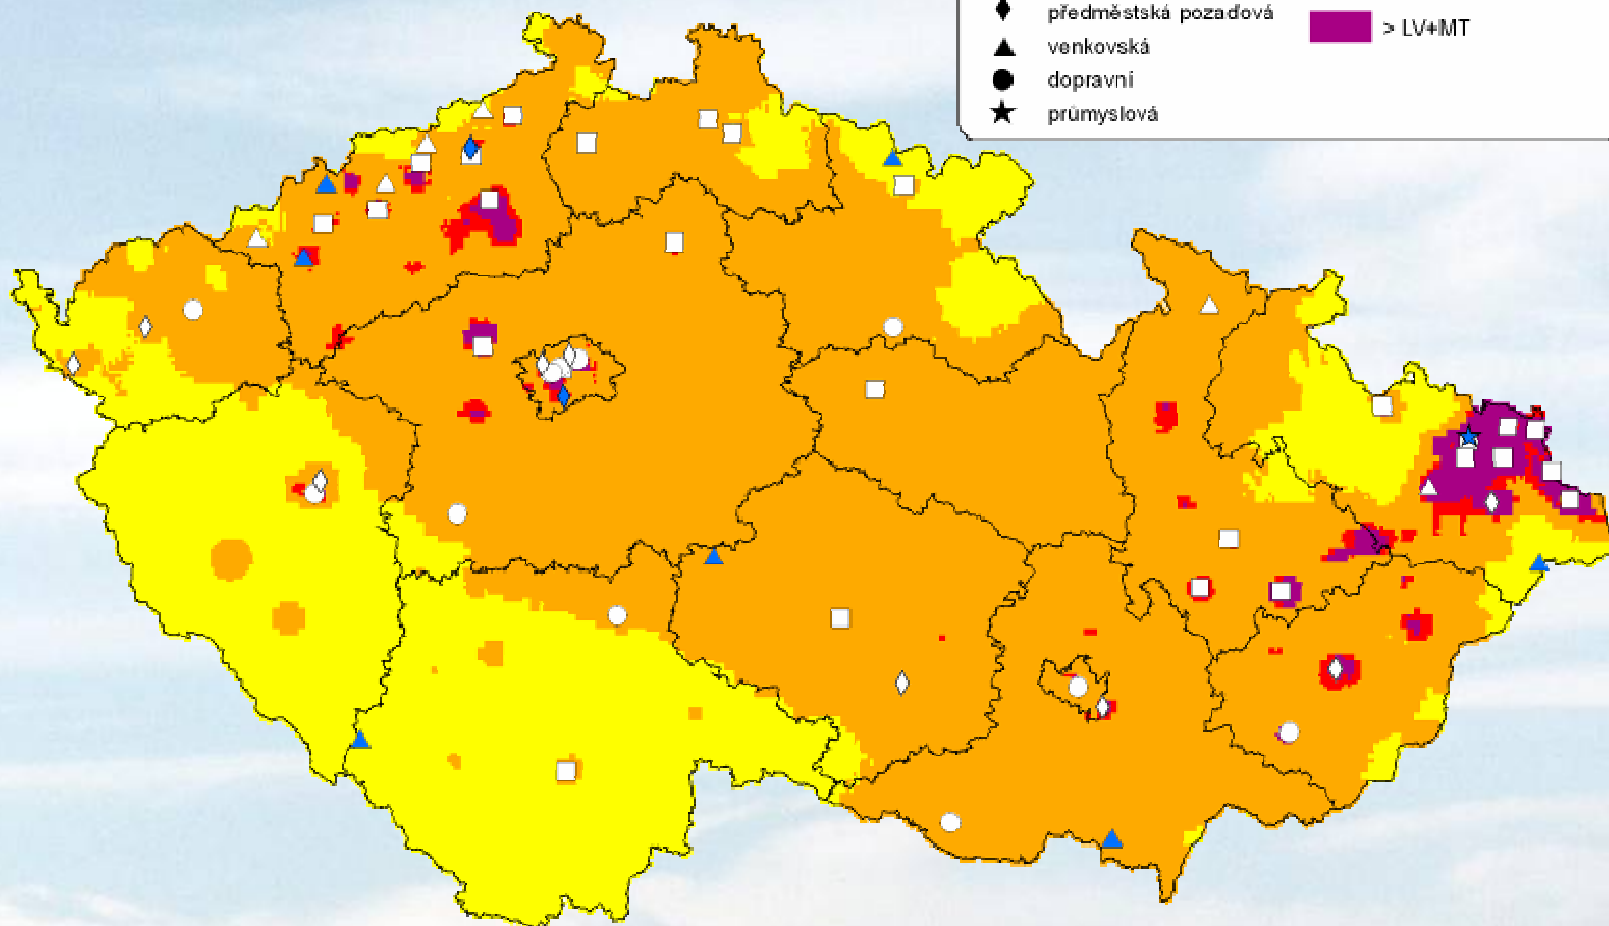 předměstská pozaďová
> LV+MT
venkovská
dopravní
průmyslová